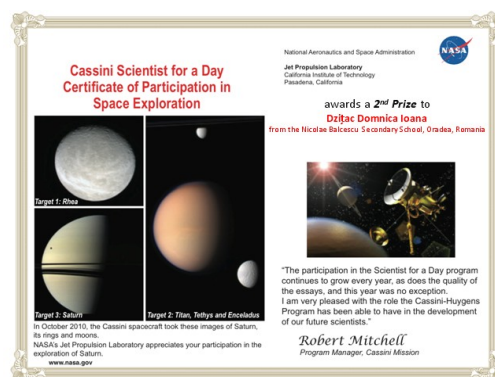 Cassini Scientist for a Day
Certificate of Participation in
Space Exploration
Target 1: Rhea
Target 3: Saturn
Target 2: Titan, Tethys and Enceladus
In October 2010, the Cassini spacecraft took these images of Saturn,
its rings and moons.
NASA's Jet Propulsion Laboratory appreciates your participation in the
exploration of Saturn.
www.nasa.gov
National Aeronautics and Space Administration
NASA
Jet Propulsion Laboratory
California Institute of Technology
Pasadena, California
awards a 2nd Prize to
Dzițac Domnica Ioana
from the Nicolae Balcescu Secondary School, Oradea, Romania
"The participation in the Scientist for a Day program
continues to grow every year, as does the quality of
the essays, and this year was no exception.
I am very pleased with the role the Cassini-Huygens
Program has been able to have in the development
of our future scientists."
Robert Mitchell
Program Manager, Cassini Mission